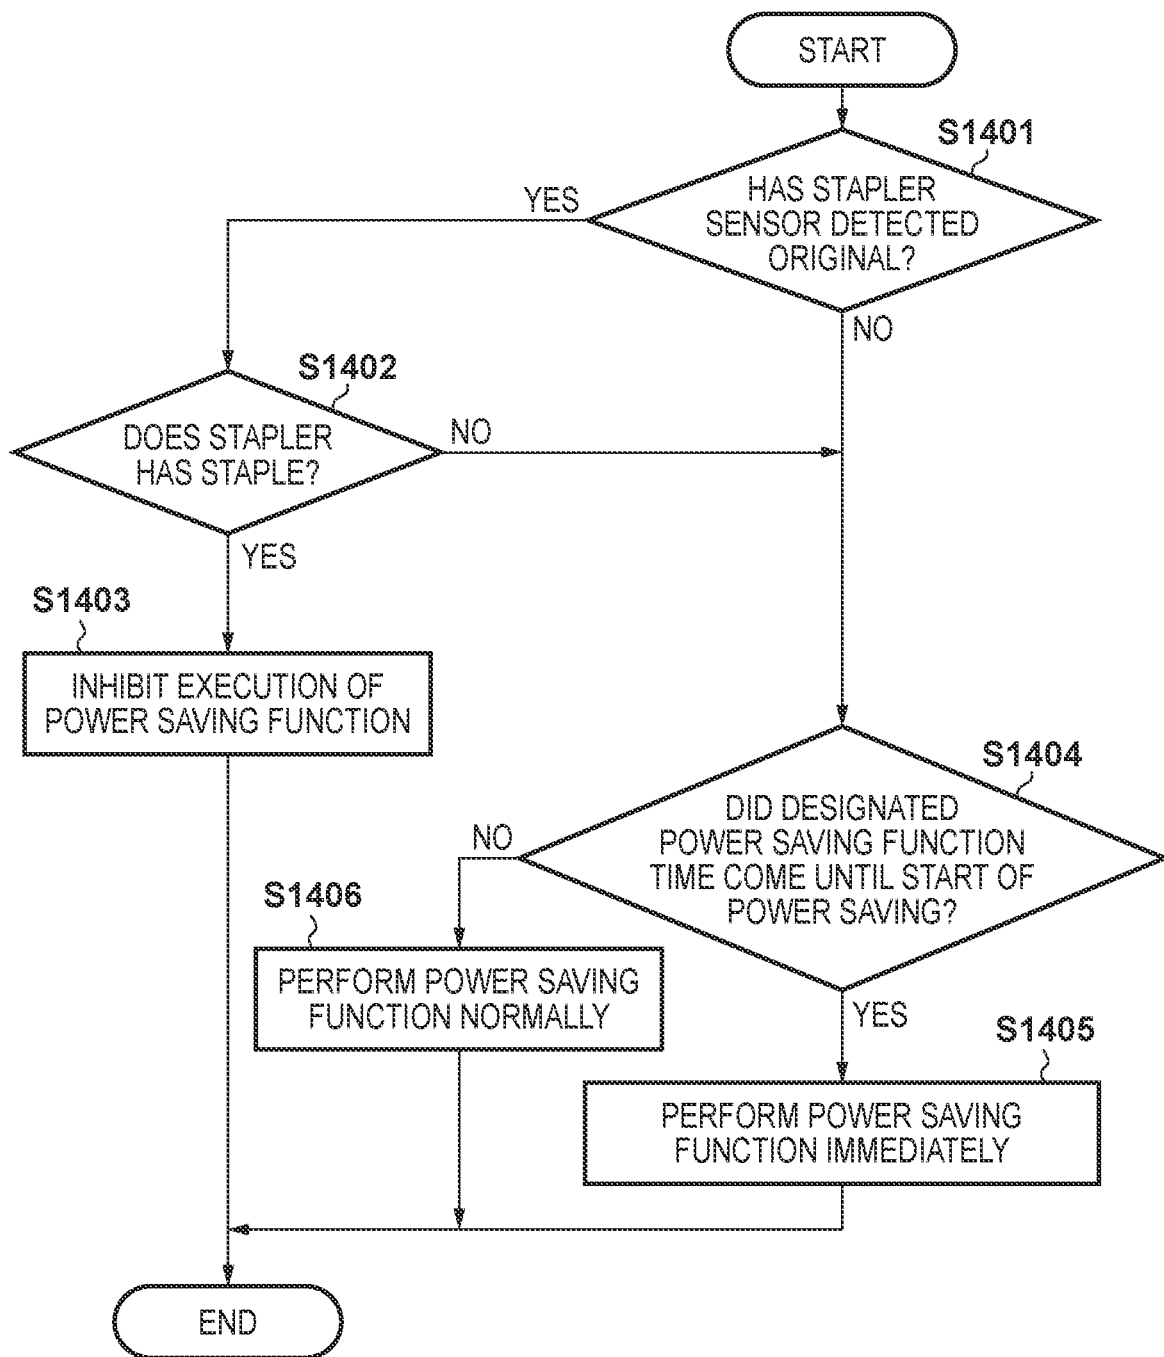 START
S1401
HAS STAPLER
SENSOR DETECTED
ORIGINAL?
YES
NO
S1402
DOES STAPLER
HAS STAPLE?
NO
YES
S1403
INHIBIT EXECUTION OF
POWER SAVING FUNCTION
S1404
DID DESIGNATED
POWER SAVING FUNCTION
TIME COME UNTIL START OF
POWER SAVING?
NO
YES
S1406
PERFORM POWER SAVING
FUNCTION NORMALLY
S1405
PERFORM POWER SAVING
FUNCTION IMMEDIATELY
END